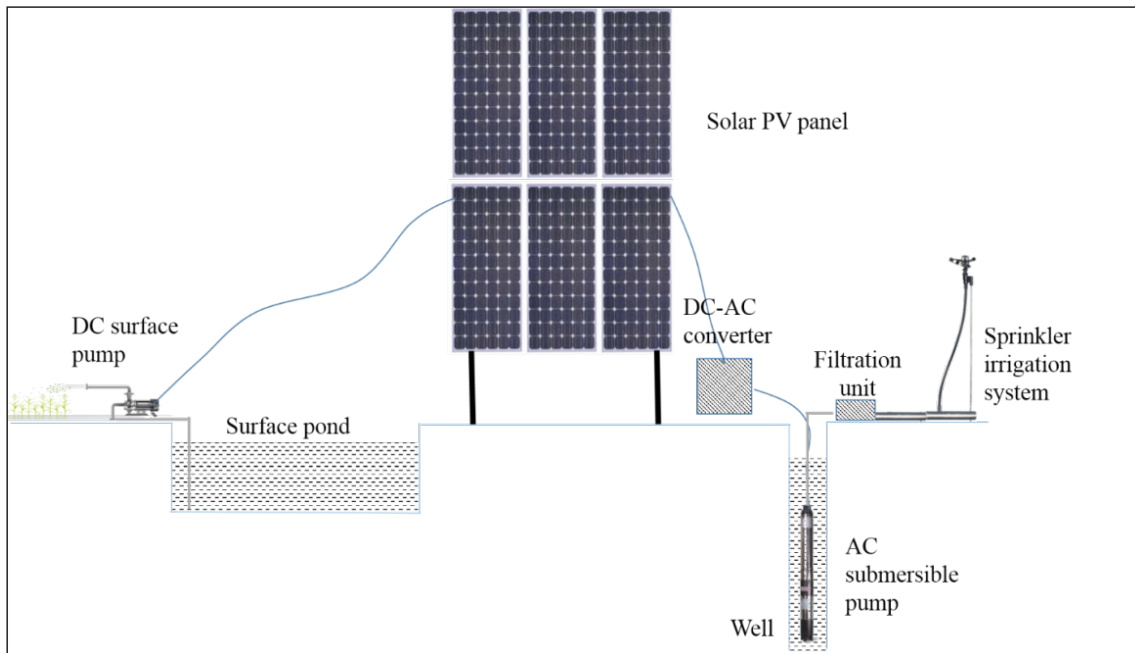 Solar PV panel
DC-AC
converter
DC surface
pump
Filtration
unit
Sprinkler
irrigation
system
Surface pond
AC
submersible
pump
Well